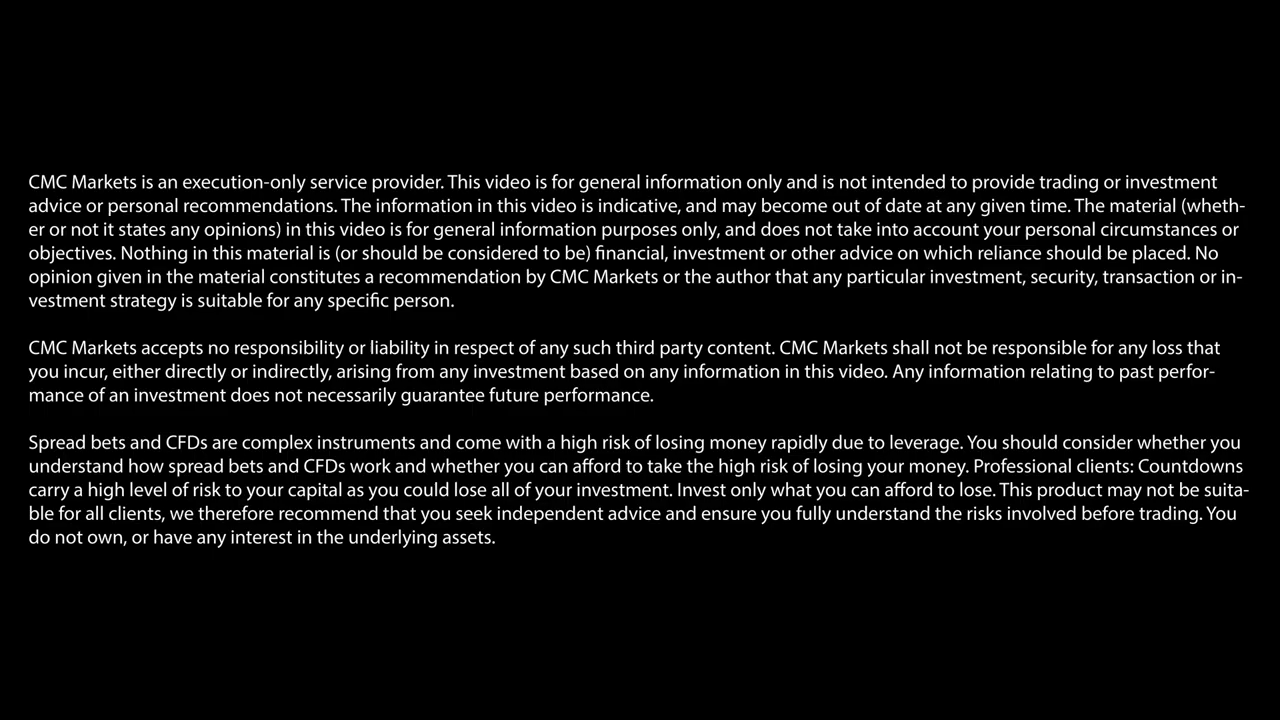 CMC Markets is an execution-only service provider. This video is for general information only and is not intended to provide trading or investment
advice or personal recommendations. The information in this video is indicative, and may become out of date at any given time. The material (wheth-
er or not it states any opinions) in this video is for general information purposes only, and does not take into account your personal circumstances or
objectives. Nothing in this material is (or should be considered to be) financial, investment or other advice on which reliance should be placed. No
opinion given in the material constitutes a recommendation by CMC Markets or the author that any particular investment, security, transaction or in-
vestment strategy is suitable for any specific person.
CMC Markets accepts no responsibility or liability in respect of any such third party content. CMC Markets shall not be responsible for any loss that
you incur, either directly or indirectly, arising from any investment based on any information in this video. Any information relating to past perfor-
mance of an investment does not necessarily guarantee future performance.
Spread bets and CFDs are complex instruments and come with a high risk of losing money rapidly due to leverage. You should consider whether you
understand how spread bets and CFDs work and whether you can afford to take the high risk of losing your money. Professional clients: Countdowns
carry a high level of risk to your capital as you could lose all of your investment. Invest only what you can afford to lose. This product may not be suita-
ble for all clients, we therefore recommend that you seek independent advice and ensure you fully understand the risks involved before trading. You
do not own, or have any interest in the underlying assets.